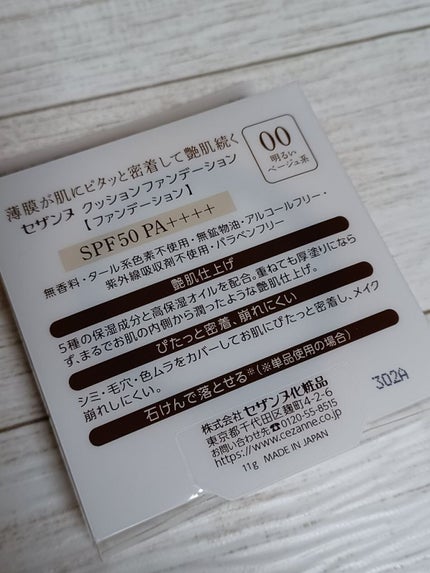 薄膜が肌にピタッと密着して艶肌続く
セザンヌ クッションファンデーション
【ファンデーション】
00
明るい
ベージュ系
SPF50 PA++++
無香料・タール系色素不使用・無鉱物油・アルコールフリー・
紫外線吸収剤不使用・パラベンフリー
艶肌仕上げ
5種の保湿成分と高保湿オイルを配合。重ねても厚塗りになら
ず、まるでお肌の内側から潤ったような艶肌仕上げ。
ぴたっと密着、崩れにくい
シミ・毛穴・色ムラをカバーしてお肌にぴたっと密着し、メイク
崩れしにくい。
石けんで落とせる※(※単品使用の場合)
株式会社 セザンヌ化粧品
東京都千代田区麹町4-2-6
お問い合わせ先☎0120-55-8515
https://www.cezanne.co.jp
11g MADE IN JAPAN
302A